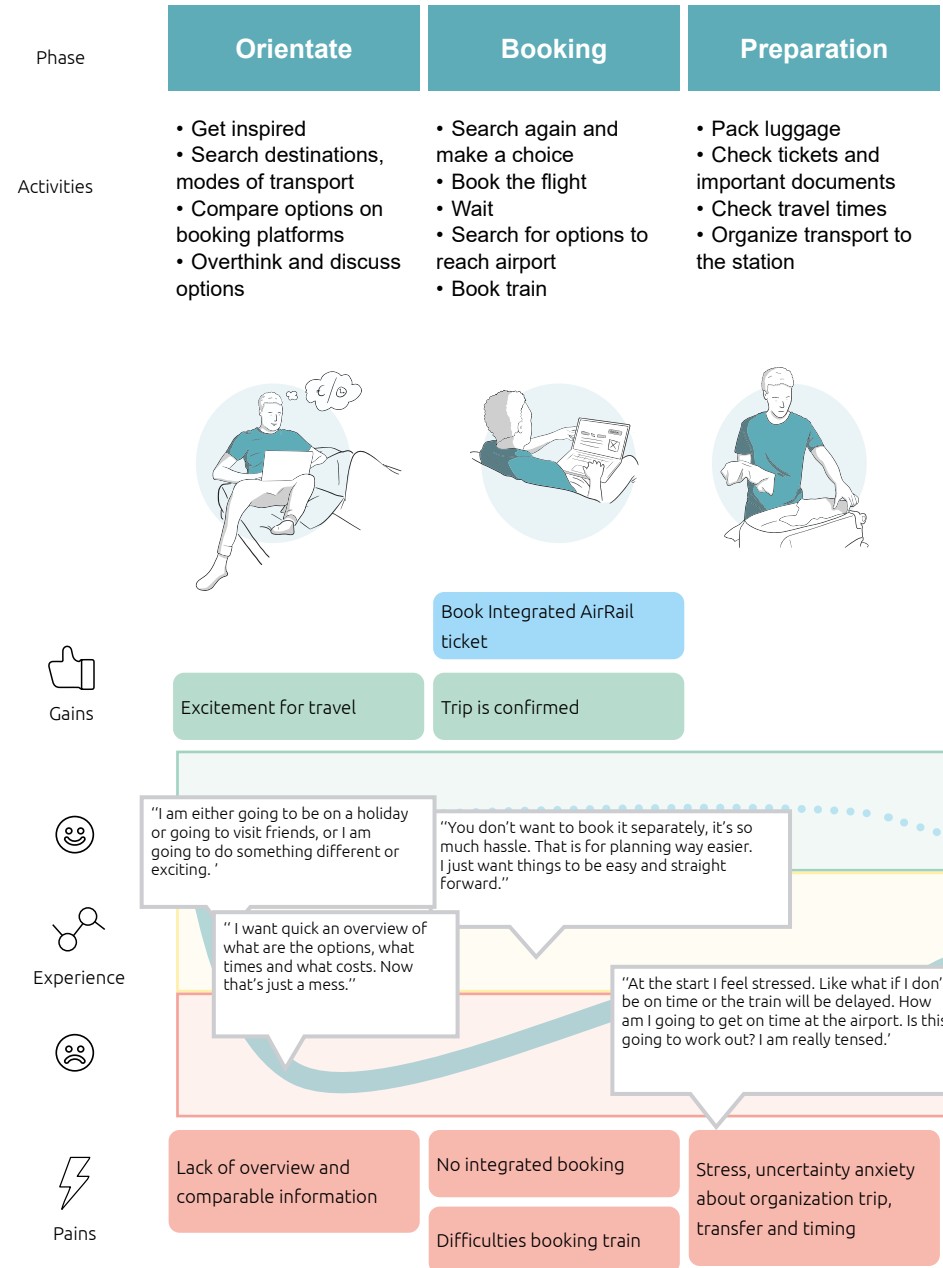 Phase
Orientate
Booking
Preparation
Activities
• Get inspired
• Search destinations,
modes of transport
• Compare options on
booking platforms
• Overthink and discuss
options
• Search again and
make a choice
• Book the flight
• Wait
• Search for options to
reach airport
• Book train
• Pack luggage
• Check tickets and
important documents
• Check travel times
• Organize transport to
the station
€/
Book Integrated AirRail
ticket
Gains
Excitement for travel
Trip is confirmed
“I am either going to be on a holiday
or going to visit friends, or I am
going to do something different or
exciting. ’
“You don’t want to book it separately, it’s so
much hassle. That is for planning way easier.
I just want things to be easy and straight
forward.”
“ I want quick an overview of
what are the options, what
times and what costs. Now
that’s just a mess.”
Experience
“At the start I feel stressed. Like what if I don’
be on time or the train will be delayed. How
am I going to get on time at the airport. Is this
going to work out? I am really tensed.’
Pains
Lack of overview and
comparable information
No integrated booking
Difficulties booking train
Stress, uncertainty anxiety
about organization trip,
transfer and timing